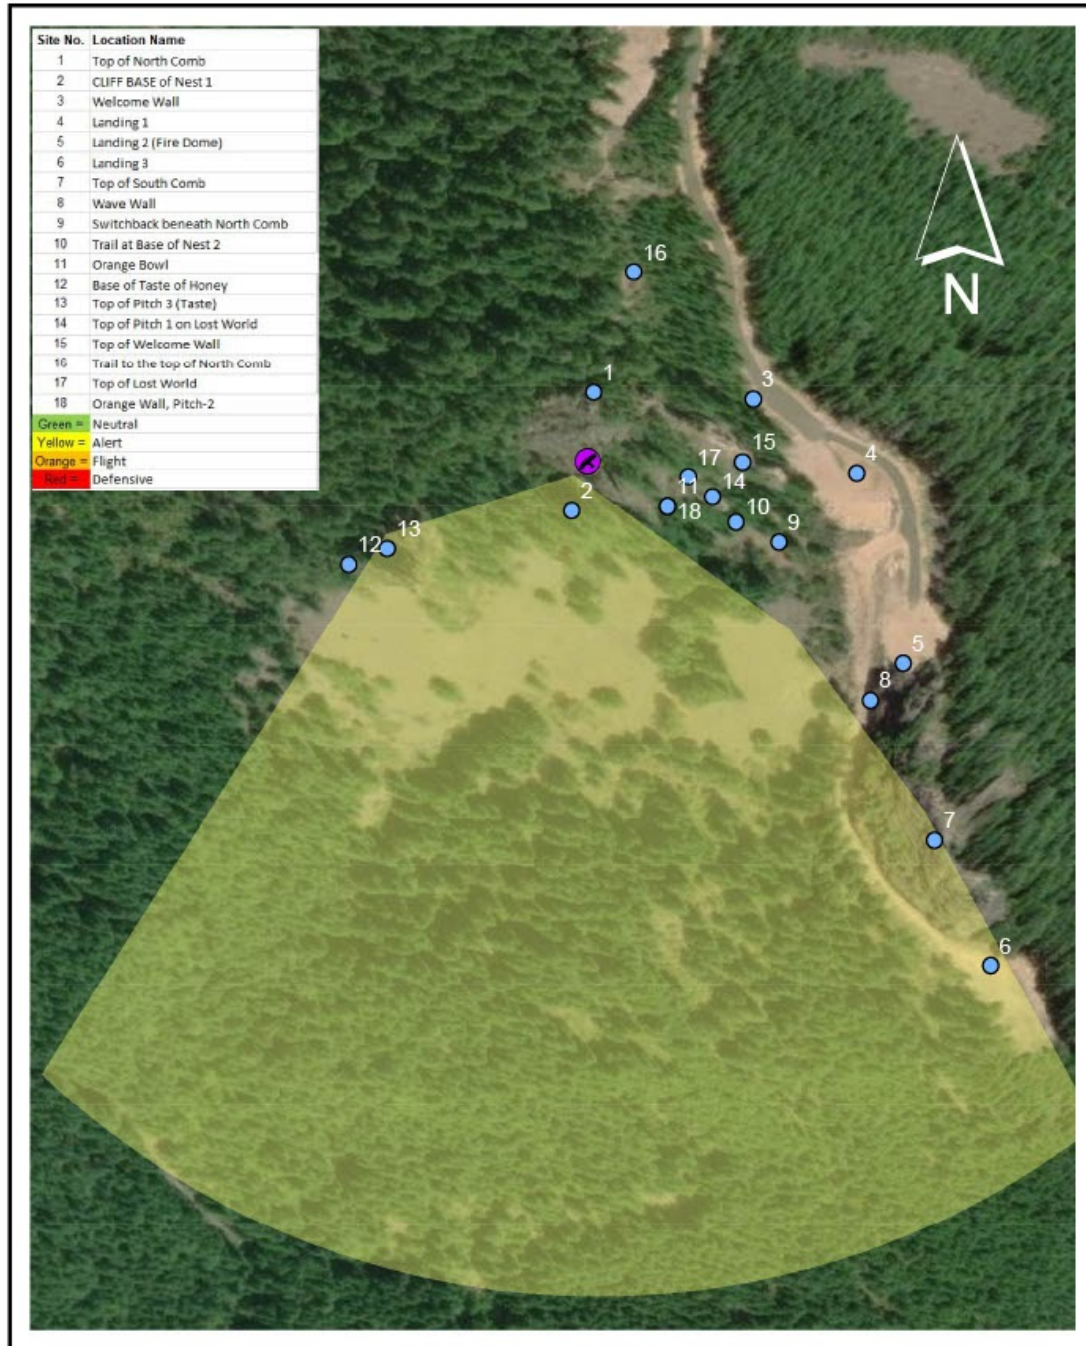 Site No. Location Name
1 Top of North Comb
2 CLIFF BASE of Nest 1
3 Welcome Wall
4 Landing 1
5 Landing 2 (Fire Dome)
6 Landing 3
7 Top of South Comb
8 Wave Wall
9 Switchback beneath North Comb
10 Trail at Base of Nest 2
11 Orange Bowl
12 Base of Taste of Honey
13 Top of Pitch 3 (Taste)
14 Top of Pitch 1 on Lost World
15 Top of Welcome Wall
16 Trail to the top of North Comb
17 Top of Lost World
18 Orange Wall, Pitch-2
Green = Neutral
Yellow = Alert
Orange = Flight
Red = Defensive
N
16
1
3
15
4
17
14
11
2
18
10
9
13
12
5
8
7
6